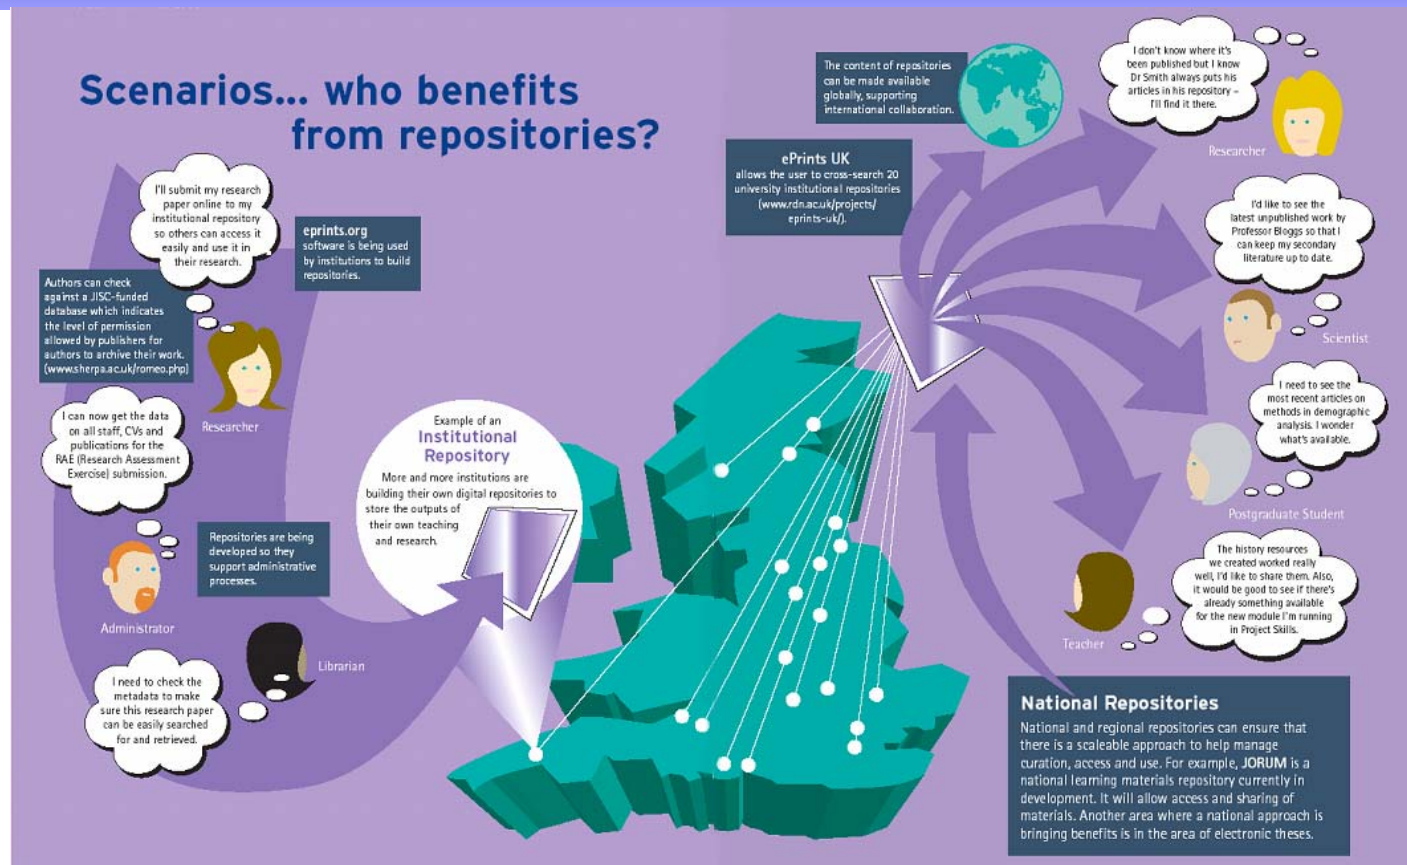 Scenarios... who benefits
from repositories?
I'll submit my research
paper online to my
institutional repository
so others can access it
easily and use it in
their research.
eprints.org
software is being used
by institutions to build
repositories.
Authors can check
against a JISC-funded
database which indicates
the level of permission
allowed by publishers for
authors to archive their work.
(www.sherpa.ac.uk/romeo.php)
Researcher
I can now get the data
on all staff, CVs and
publications for the
RAE (Research Assessment
Exercise) submission.
Administrator
Repositories are being
developed so they
support administrative
processes.
Librarian
I need to check the
metadata to make
sure this research paper
can be easily searched
for and retrieved.
Example of an
Institutional
Repository
More and more institutions are
building their own digital repositories to
store the outputs of
their own teaching
and research.
The content of repositories
can be made available
globally, supporting
international collaboration.
ePrints UK
allows the user to cross-search 20
university institutional repositories
(www.rdn.ac.uk/projects/
eprints-uk/).
I don't know where it's
been published but I know
Dr Smith always puts his
articles in his repository –
I'll find it there.
Researcher
I'd like to see the
latest unpublished work by
Professor Bloggs so that I
can keep my secondary
literature up to date.
Scientist
I need to see the
most recent articles on
methods in demographic
analysis. I wonder
what's available.
Postgraduate Student
The history resources
we created worked really
well, I'd like to share them. Also,
it would be good to see if there's
already something available
for the new module I'm running
in Project Skills.
Teacher
National Repositories
National and regional repositories can ensure that
there is a scaleable approach to help manage
curation, access and use. For example, JORUM is a
national learning materials repository currently in
development. It will allow access and sharing of
materials. Another area where a national approach is
bringing benefits is in the area of electronic theses.